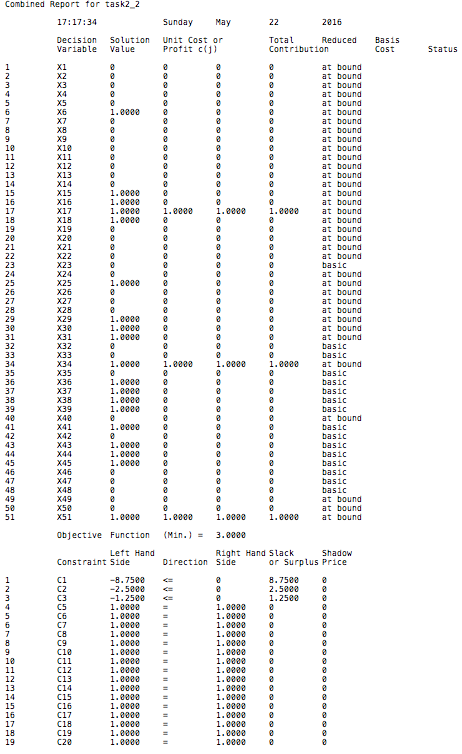 Combined Report for task2_2
17:17:34 Sunday May 22 2016
Decision Solution Unit Cost or Total Reduced Basis
Variable Value Profit c(j) Contribution Cost Status
1 X1 0 0 0 0 at bound
2 X2 0 0 0 0 at bound
3 X3 0 0 0 0 at bound
4 X4 0 0 0 0 at bound
5 X5 0 0 0 0 at bound
6 X6 1.0000 0 0 0 at bound
7 X7 0 0 0 0 at bound
8 X8 0 0 0 0 at bound
9 X9 0 0 0 0 at bound
10 X10 0 0 0 0 at bound
11 X11 0 0 0 0 at bound
12 X12 0 0 0 0 at bound
13 X13 0 0 0 0 at bound
14 X14 0 0 0 0 at bound
15 X15 1.0000 0 0 0 at bound
16 X16 1.0000 0 0 0 at bound
17 X17 1.0000 1.0000 1.0000 1.0000 at bound
18 X18 1.0000 0 0 0 at bound
19 X19 0 0 0 0 at bound
20 X20 0 0 0 0 at bound
21 X21 0 0 0 0 at bound
22 X22 0 0 0 0 at bound
23 X23 0 0 0 0 basic
24 X24 0 0 0 0 at bound
25 X25 1.0000 0 0 0 at bound
26 X26 0 0 0 0 at bound
27 X27 0 0 0 0 at bound
28 X28 0 0 0 0 at bound
29 X29 1.0000 0 0 0 at bound
30 X30 1.0000 0 0 0 at bound
31 X31 1.0000 0 0 0 at bound
32 X32 0 0 0 0 basic
33 X33 0 0 0 0 basic
34 X34 1.0000 1.0000 1.0000 1.0000 at bound
35 X35 0 0 0 0 basic
36 X36 1.0000 0 0 0 basic
37 X37 1.0000 0 0 0 basic
38 X38 1.0000 0 0 0 basic
39 X39 1.0000 0 0 0 basic
40 X40 0 0 0 0 at bound
41 X41 1.0000 0 0 0 basic
42 X42 0 0 0 0 basic
43 X43 1.0000 0 0 0 basic
44 X44 1.0000 0 0 0 basic
45 X45 1.0000 0 0 0 basic
46 X46 0 0 0 0 basic
47 X47 0 0 0 0 basic
48 X48 0 0 0 0 basic
49 X49 0 0 0 0 at bound
50 X50 0 0 0 0 at bound
51 X51 1.0000 1.0000 1.0000 1.0000 at bound
Objective Function (Min.) = 3.0000
Left Hand Right Hand Slack Shadow
Constraint Side Direction Side or Surplus Price
1 C1 -8.7500 <= 0 8.7500 0
2 C2 -2.5000 <= 0 2.5000 0
3 C3 -1.2500 <= 0 1.2500 0
4 C5 1.0000 = 1.0000 0 0
5 C6 1.0000 = 1.0000 0 0
6 C7 1.0000 = 1.0000 0 0
7 C8 1.0000 = 1.0000 0 0
8 C9 1.0000 = 1.0000 0 0
9 C10 1.0000 = 1.0000 0 0
10 C11 1.0000 = 1.0000 0 0
11 C12 1.0000 = 1.0000 0 0
12 C13 1.0000 = 1.0000 0 0
13 C14 1.0000 = 1.0000 0 0
14 C15 1.0000 = 1.0000 0 0
15 C16 1.0000 = 1.0000 0 0
16 C17 1.0000 = 1.0000 0 0
17 C18 1.0000 = 1.0000 0 0
18 C19 1.0000 = 1.0000 0 0
19 C20 1.0000 = 1.0000 0 0